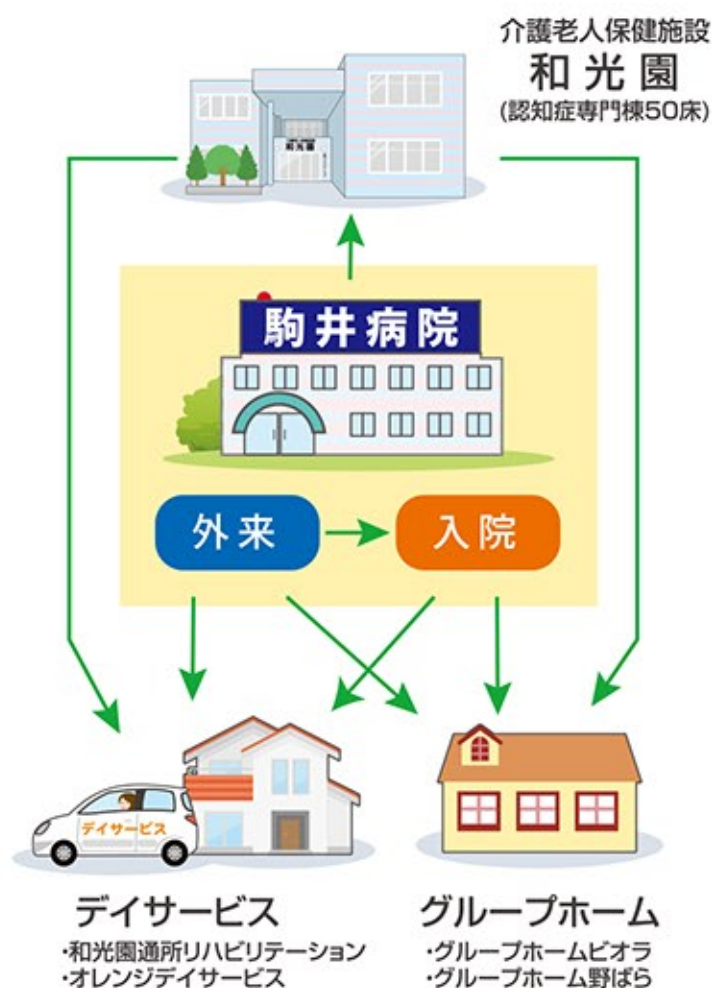 介護老人保健施設
和光園
(認知症専門棟50床)
和光園
駒井病院
外来
入院
デイサービス
デイサービス
・和光園通所リハビリテーション
・オレンジデイサービス
グループホーム
・グループホームビオラ
・グループホーム野ばら